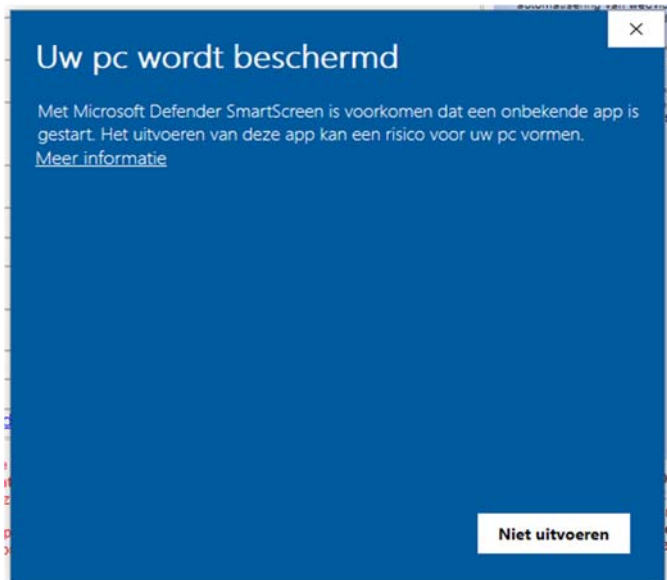 Uw pc wordt beschermd
Met Microsoft Defender SmartScreen is voorkomen dat een onbekende app is
gestart. Het uitvoeren van deze app kan een risico voor uw pc vormen.
Meer informatie
Niet uitvoeren